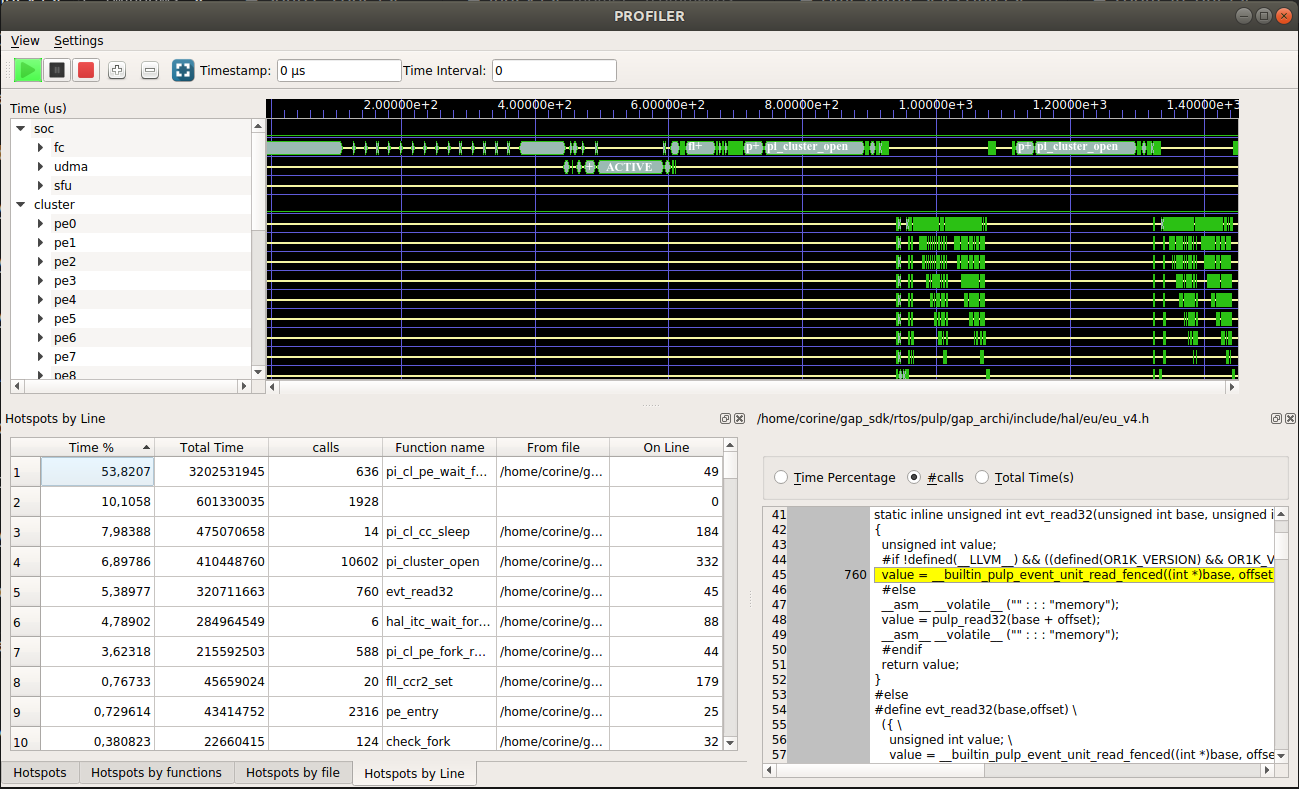 PROFILER
View Settings
Timestamp: 0 µs Time Interval: 0
Time (us) 2.00000e+2 4.00000e+2 6.00000e+2 8.00000e+2 1.00000e+3 1.20000e+3 1.40000e+3
soc
fc fl+ p+ pi_cluster_open p+ pi_cluster_open
udma + ACTIVE
sfu
cluster
pe0
pe1
pe2
pe3
pe4
pe5
pe6
pe7
pe8
Hotspots by Line
Time % Total Time calls Function name From file On Line
1 53,8207 3202531945 636 pi_cl_pe_wait_f... /home/corine/g... 49
2 10,1058 601330035 1928 0
3 7,98388 475070658 14 pi_cl_cc_sleep /home/corine/g... 184
4 6,89786 410448760 10602 pi_cluster_open /home/corine/g... 332
5 5,38977 320711663 760 evt_read32 /home/corine/g... 45
6 4,78902 284964549 6 hal_itc_wait_for... /home/corine/g... 88
7 3,62318 215592503 588 pi_cl_pe_fork_r... /home/corine/g... 44
8 0,76733 45659024 20 fll_ccr2_set /home/corine/g... 179
9 0,729614 43414752 2316 pe_entry /home/corine/g... 25
10 0,380823 22660415 124 check_fork /home/corine/g... 32
Hotspots Hotspots by functions Hotspots by file Hotspots by Line
/home/corine/gap_sdk/rtos/pulp/gap_archi/include/hal/eu/eu_v4.h
Time Percentage #calls Total Time(s)
41 static inline unsigned int evt_read32(unsigned int base, unsigned i
42 {
43 unsigned int value;
44 #if !defined(__LLVM__) && ((defined(OR1K_VERSION) && OR1K_V
45 760 value = __builtin_pulp_event_unit_read_fenced((int *)base, offset
46 #else
47 __asm__ __volatile__ ("" : : : "memory");
48 value = pulp_read32(base + offset);
49 __asm__ __volatile__ ("" : : : "memory");
50 #endif
51 return value;
52 }
53 #else
54 #define evt_read32(base,offset) \
55 ({ \
56 unsigned int value; \
57 value = __builtin_pulp_event_unit_read_fenced((int *)base, offse